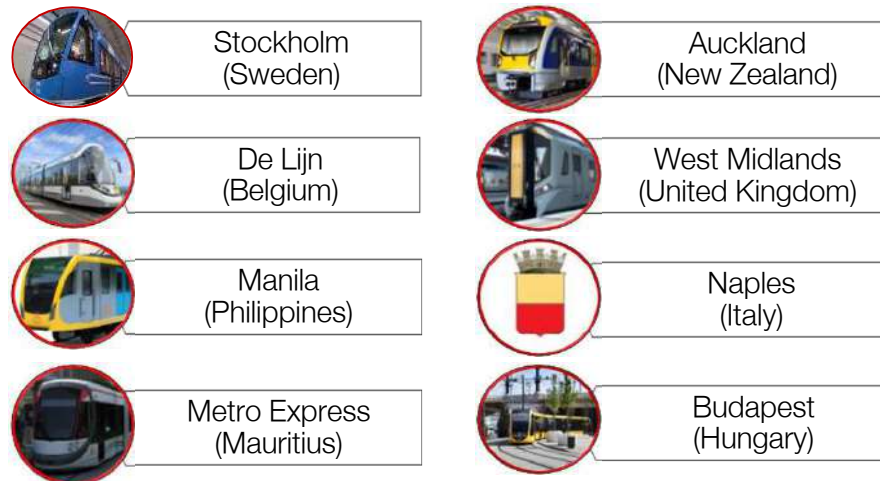 Stockholm
(Sweden)
Auckland
(New Zealand)
De Lijn
(Belgium)
West Midlands
(United Kingdom)
Manila
(Philippines)
Naples
(Italy)
Metro Express
(Mauritius)
Budapest
(Hungary)